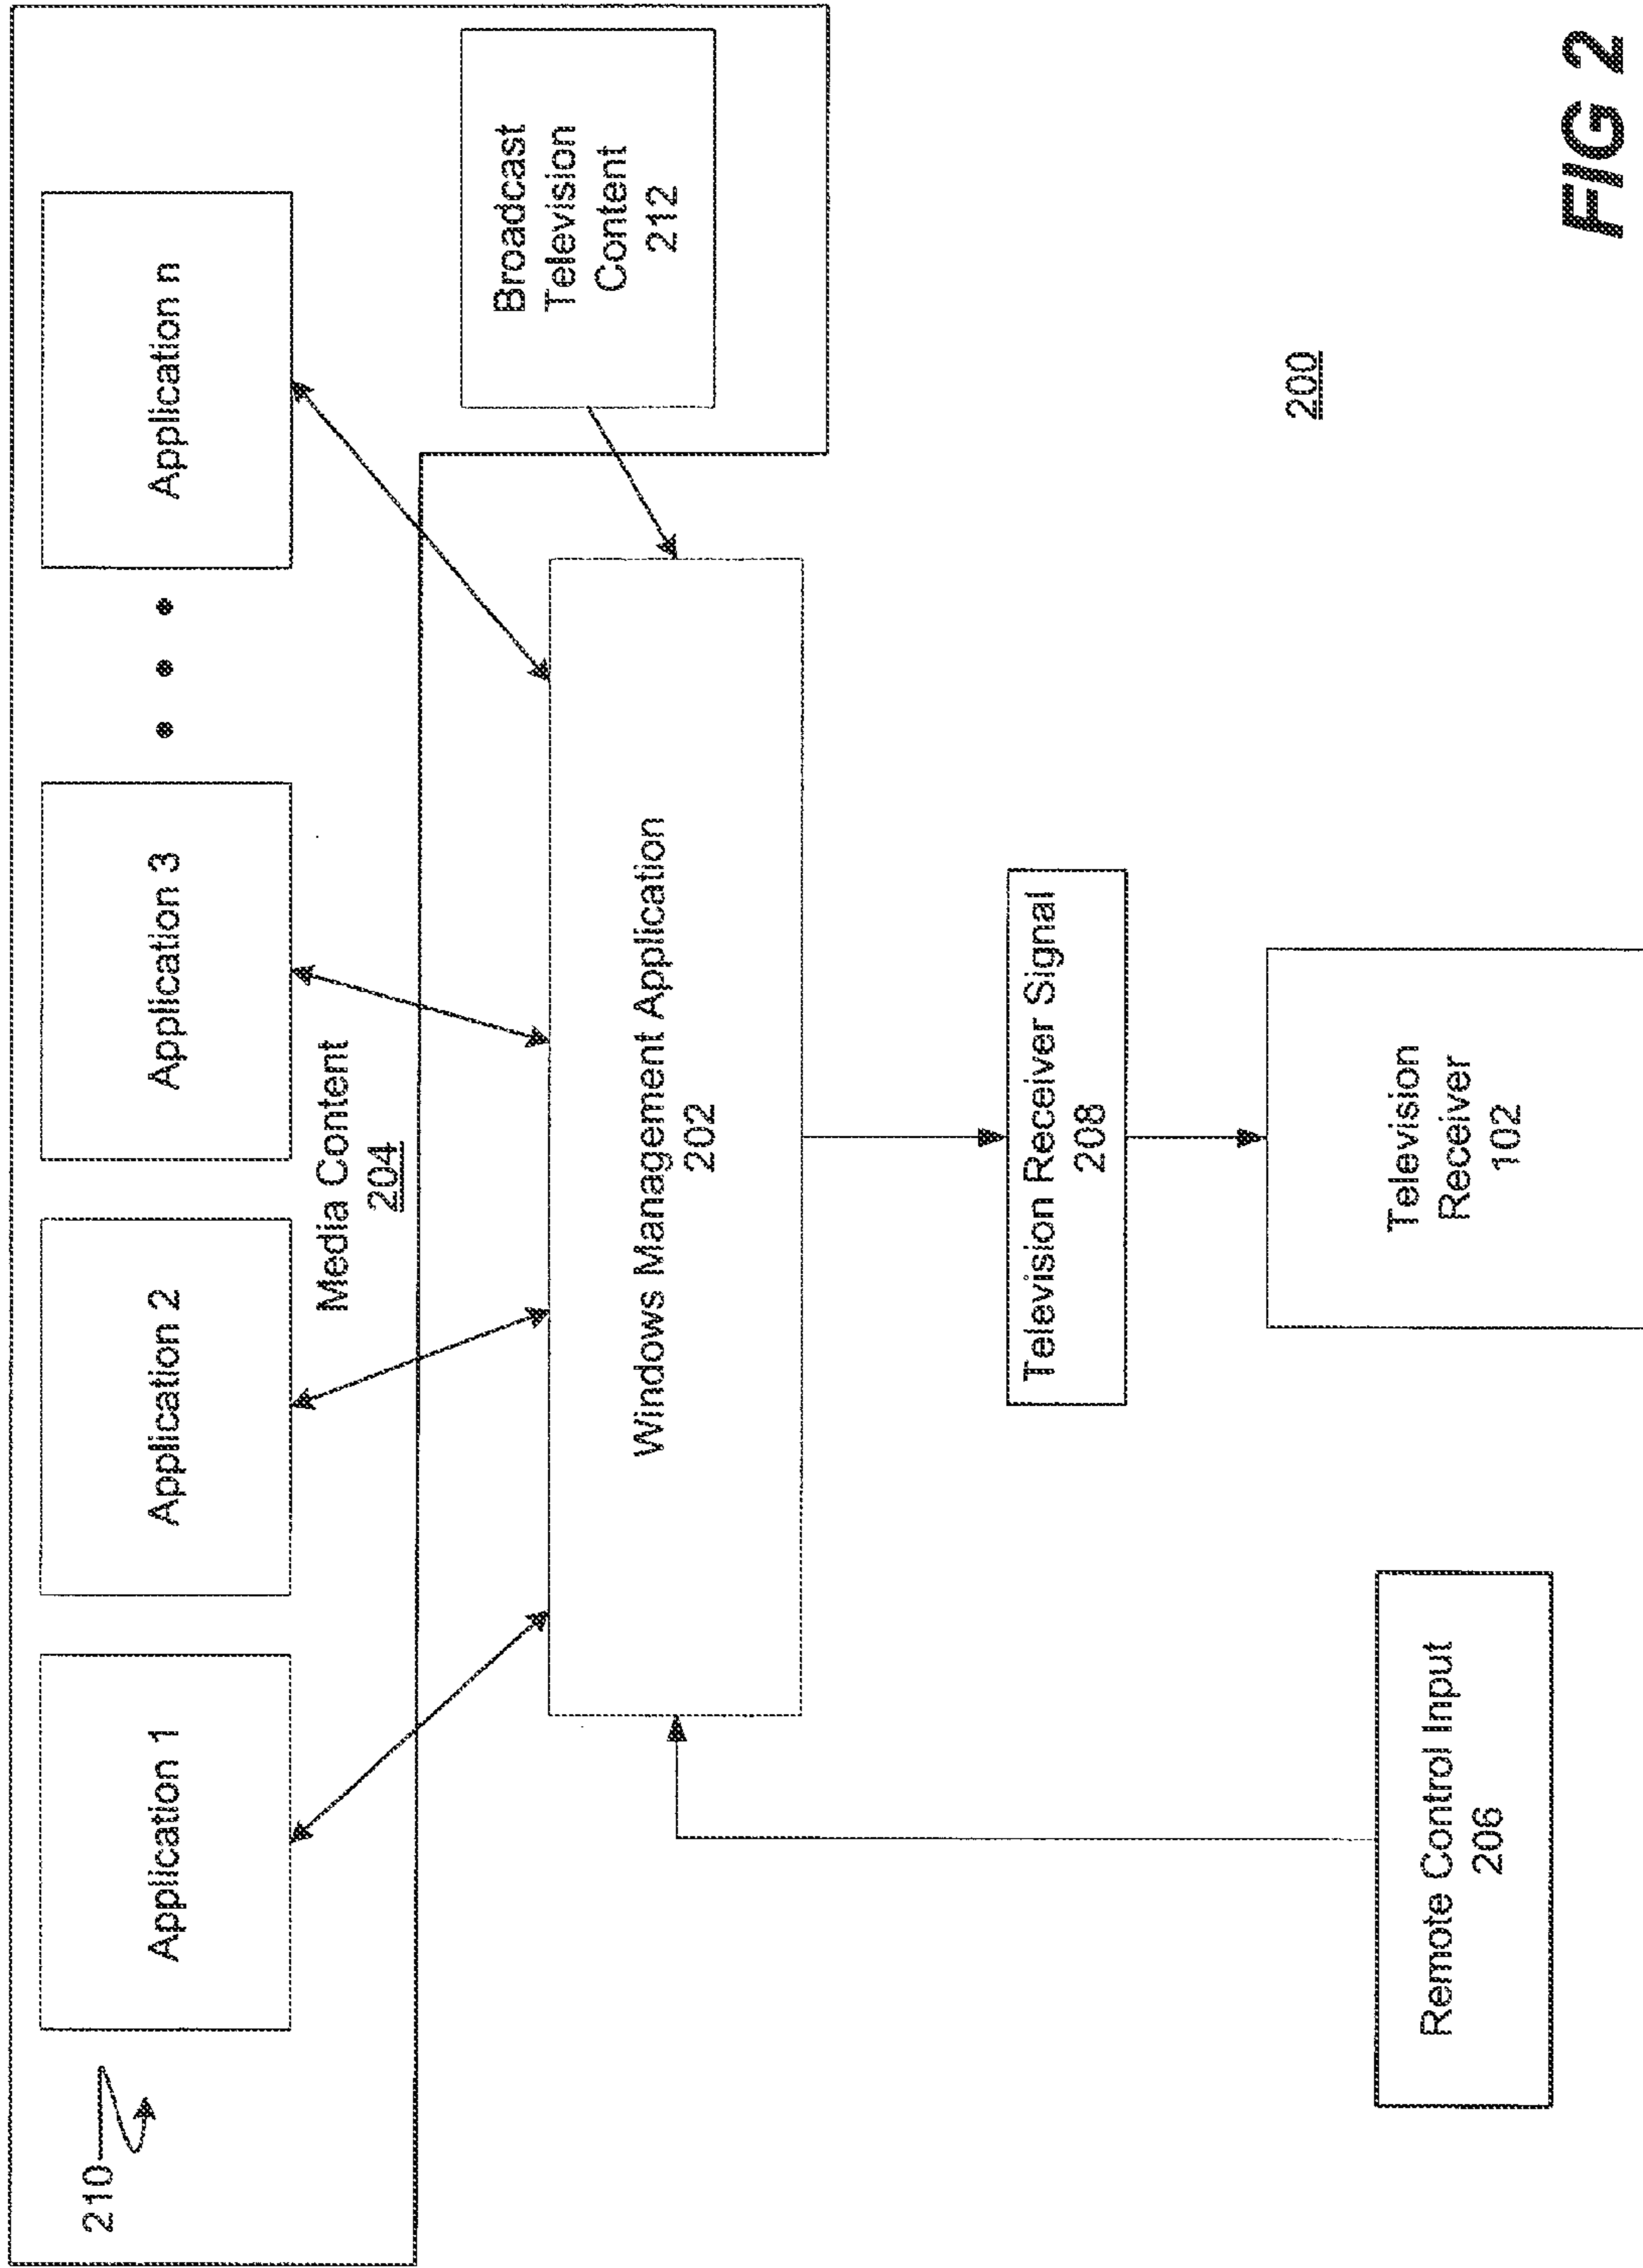 210
Application 1
Application 2
Application 3
Application n
Media Content
204
Broadcast
Television
Content
212
Windows Management Application
202
Television Receiver Signal
208
Television
Receiver
102
Remote Control Input
206
200
FIG 2